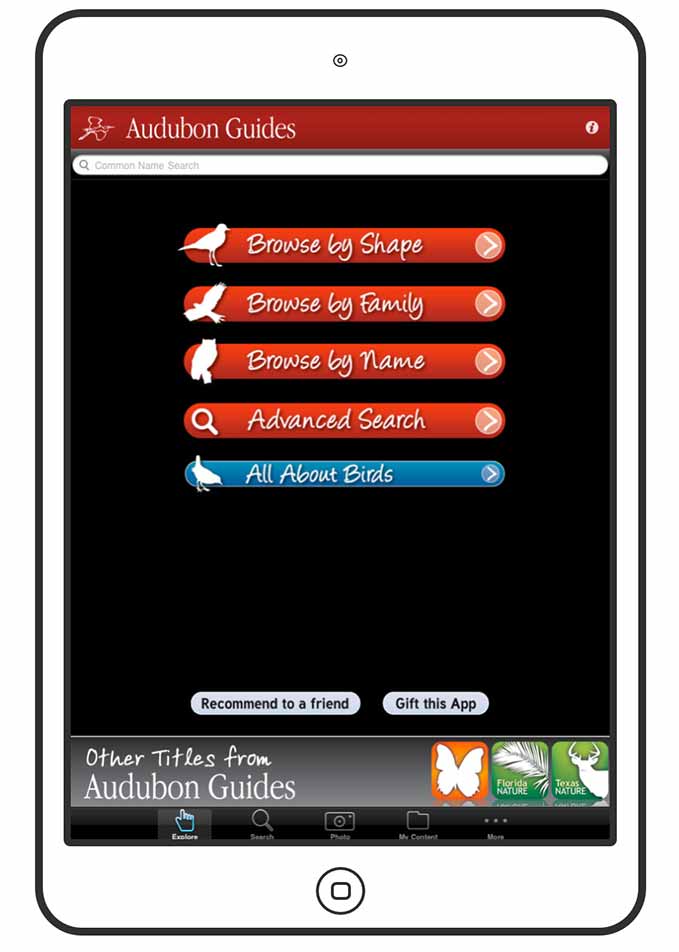 Audubon Guides
i
Common Name Search
Browse by Shape
Browse by Family
Browse by Name
Advanced Search
All About Birds
Recommend to a friend
Gift this App
Other Titles from
Audubon Guides
Florida
NATURE
Texas
NATURE
Explore
Search
Photo
My Content
More